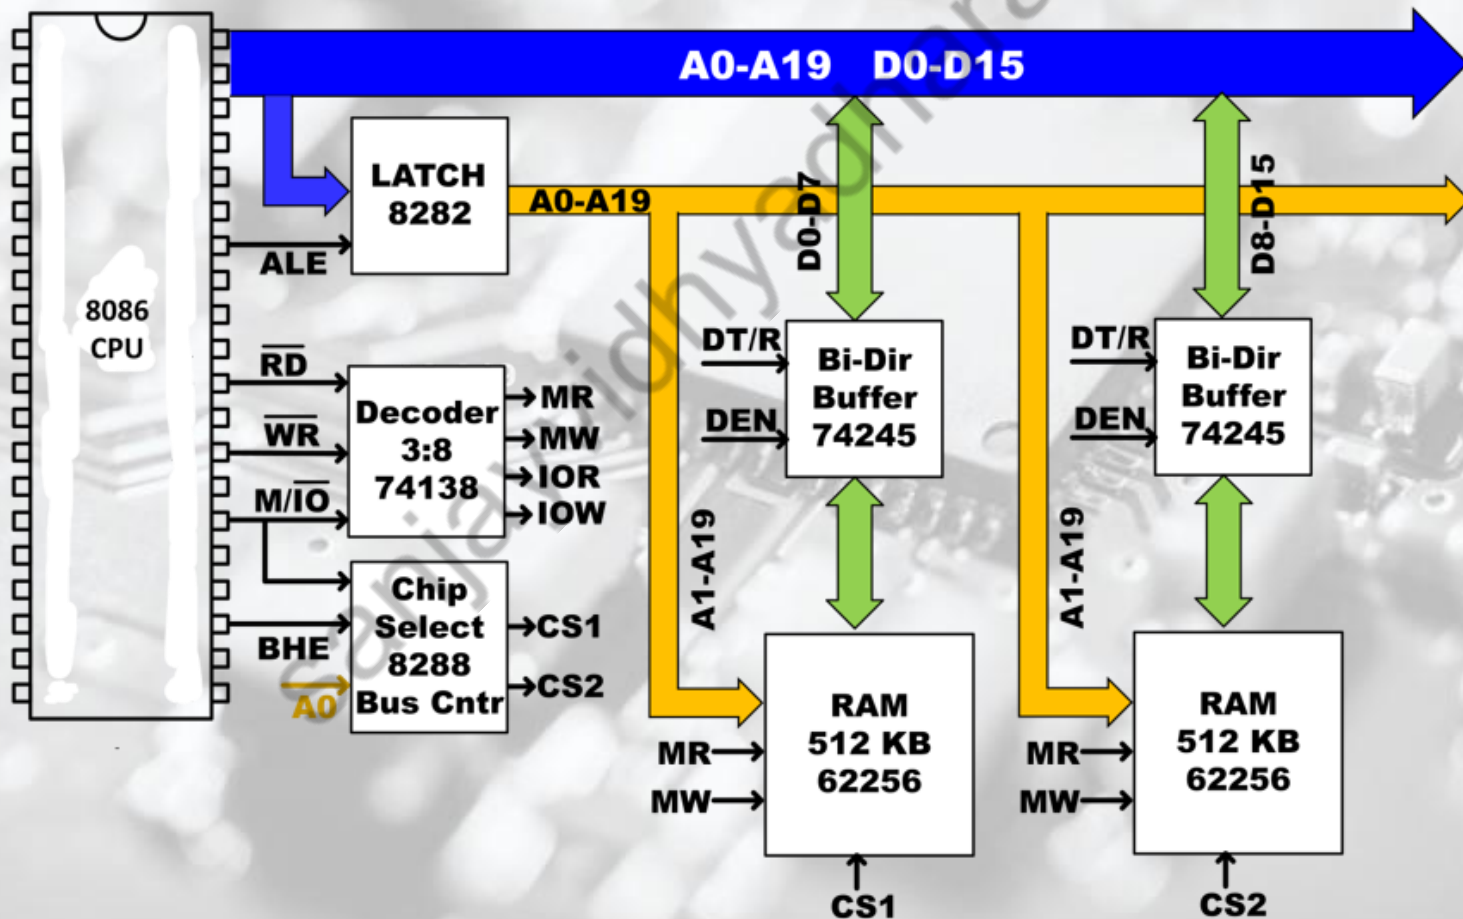 A0-A19 D0-D15
LATCH
8282
A0-A19
ALE
D0-D7
D8-D15
8086
CPU
RD
WR
M/IO
Decoder
3:8
74138
MR
MW
IOR
IOW
DT/R
DEN
Bi-Dir
Buffer
74245
DT/R
DEN
Bi-Dir
Buffer
74245
BHE
A0
Chip
Select
8288
Bus Cntr
CS1
CS2
A1-A19
A1-A19
RAM
512 KB
62256
MR
MW
CS1
RAM
512 KB
62256
MR
MW
CS2
sanjayvidhyadhara